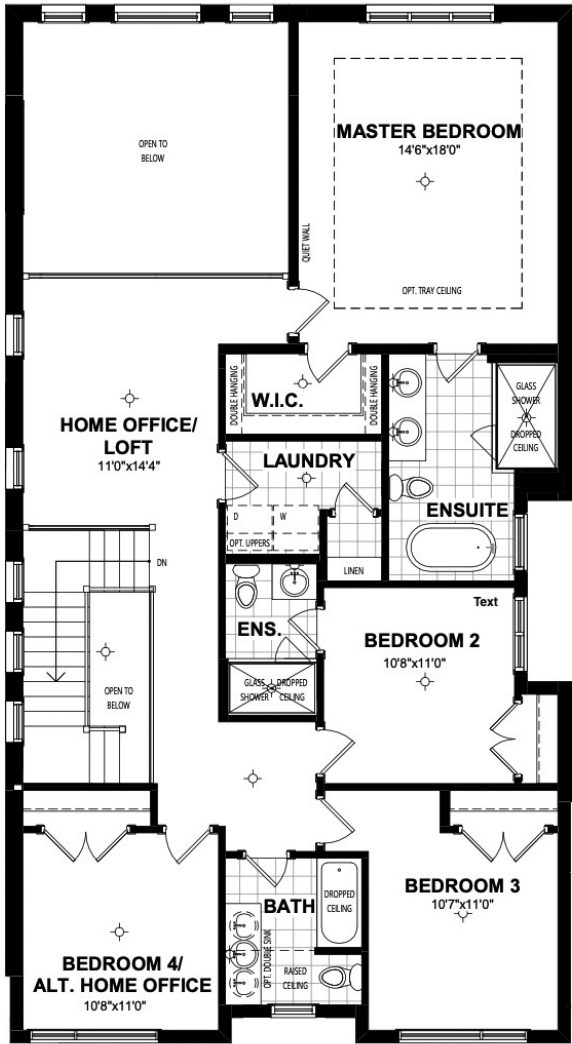 OPEN TO
BELOW
MASTER BEDROOM
14'6"x18'0"
QUIET WALL
OPT. TRAY CEILING
DOUBLE HANGING
W.I.C.
DOUBLE HANGING
GLASS
SHOWER
DROPPED
CEILING
HOME OFFICE/
LOFT
11'0"x14'4"
LAUNDRY
D
W
OPT. UPPERS
LINEN
ENSUITE
DN
ENS.
GLASS
SHOWER
DROPPED
CEILING
Text
BEDROOM 2
10'8"x11'0"
OPEN TO
BELOW
BEDROOM 3
10'7"x11'0"
BATH
DROPPED
CEILING
OPT. DOUBLE SINK
RAISED
CEILING
BEDROOM 4/
ALT. HOME OFFICE
10'8"x11'0"